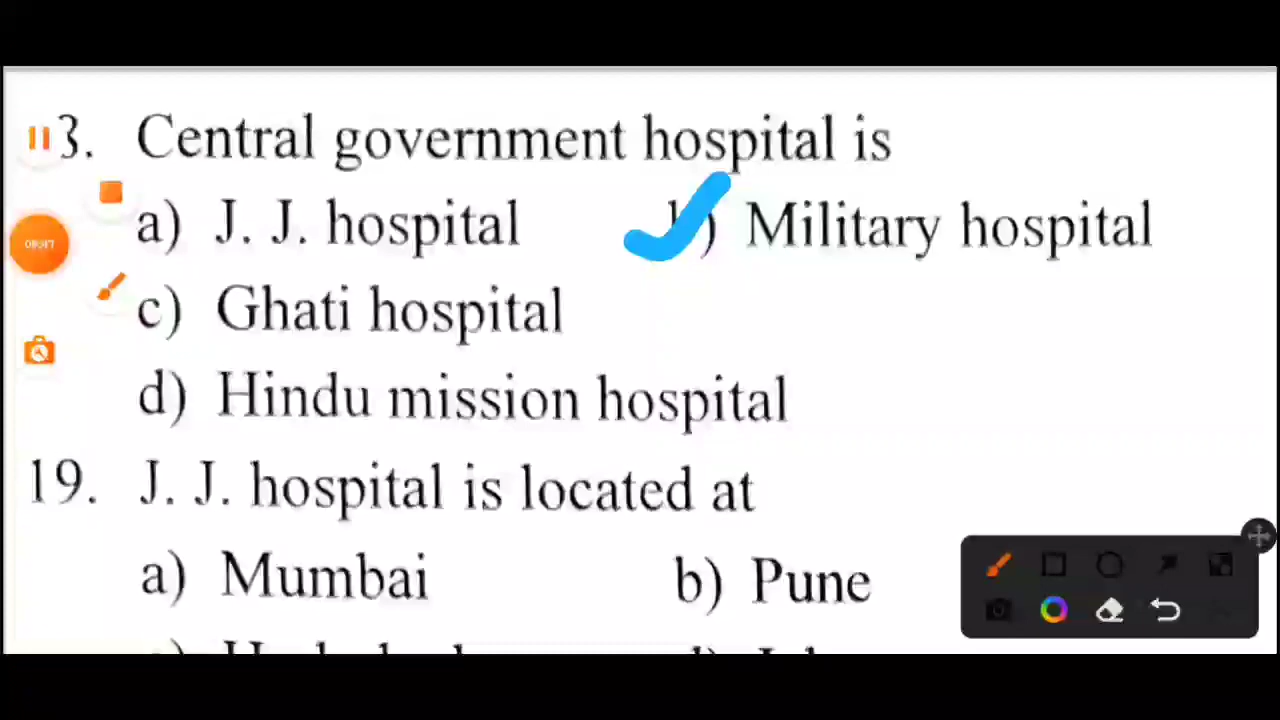 3. Central government hospital is
a) J. J. hospital b) Military hospital
c) Ghati hospital
d) Hindu mission hospital
19. J. J. hospital is located at
a) Mumbai b) Pune